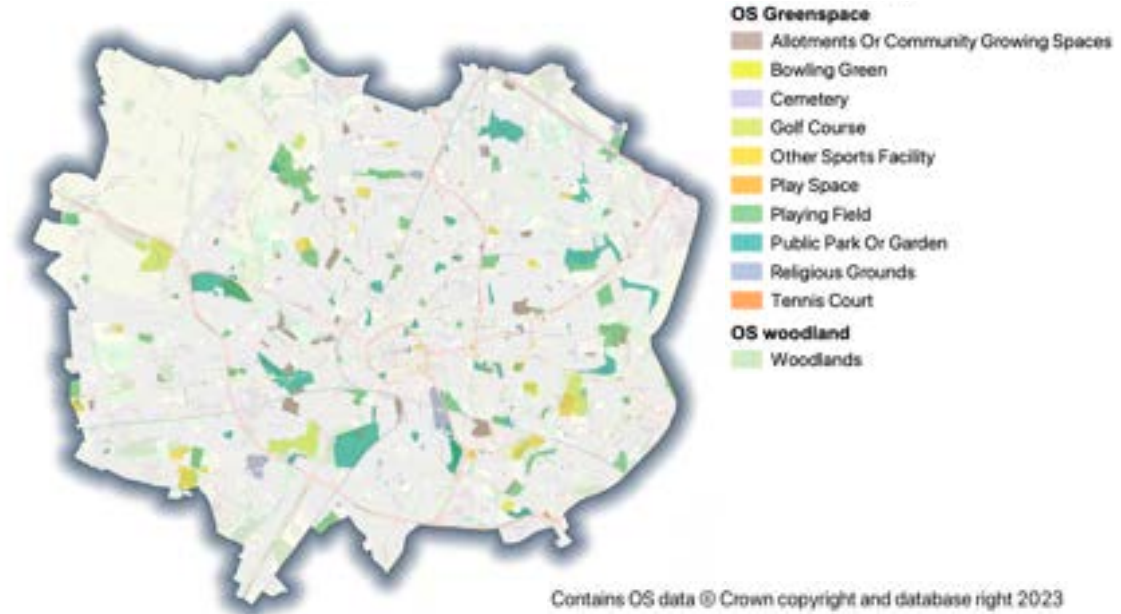 OS Greenspace
Allotments Or Community Growing Spaces
Bowling Green
Cemetery
Golf Course
Other Sports Facility
Play Space
Playing Field
Public Park Or Garden
Religious Grounds
Tennis Court
OS woodland
Woodlands
Contains OS data © Crown copyright and database right 2023